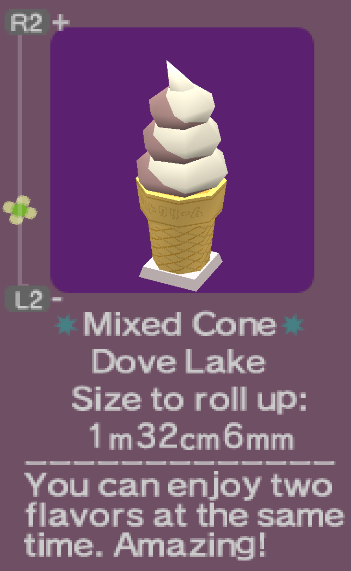 R2 +
L2 -
Mixed Cone
Dove Lake
Size to roll up:
1m32cm6mm
You can enjoy two
flavors at the same
time. Amazing!